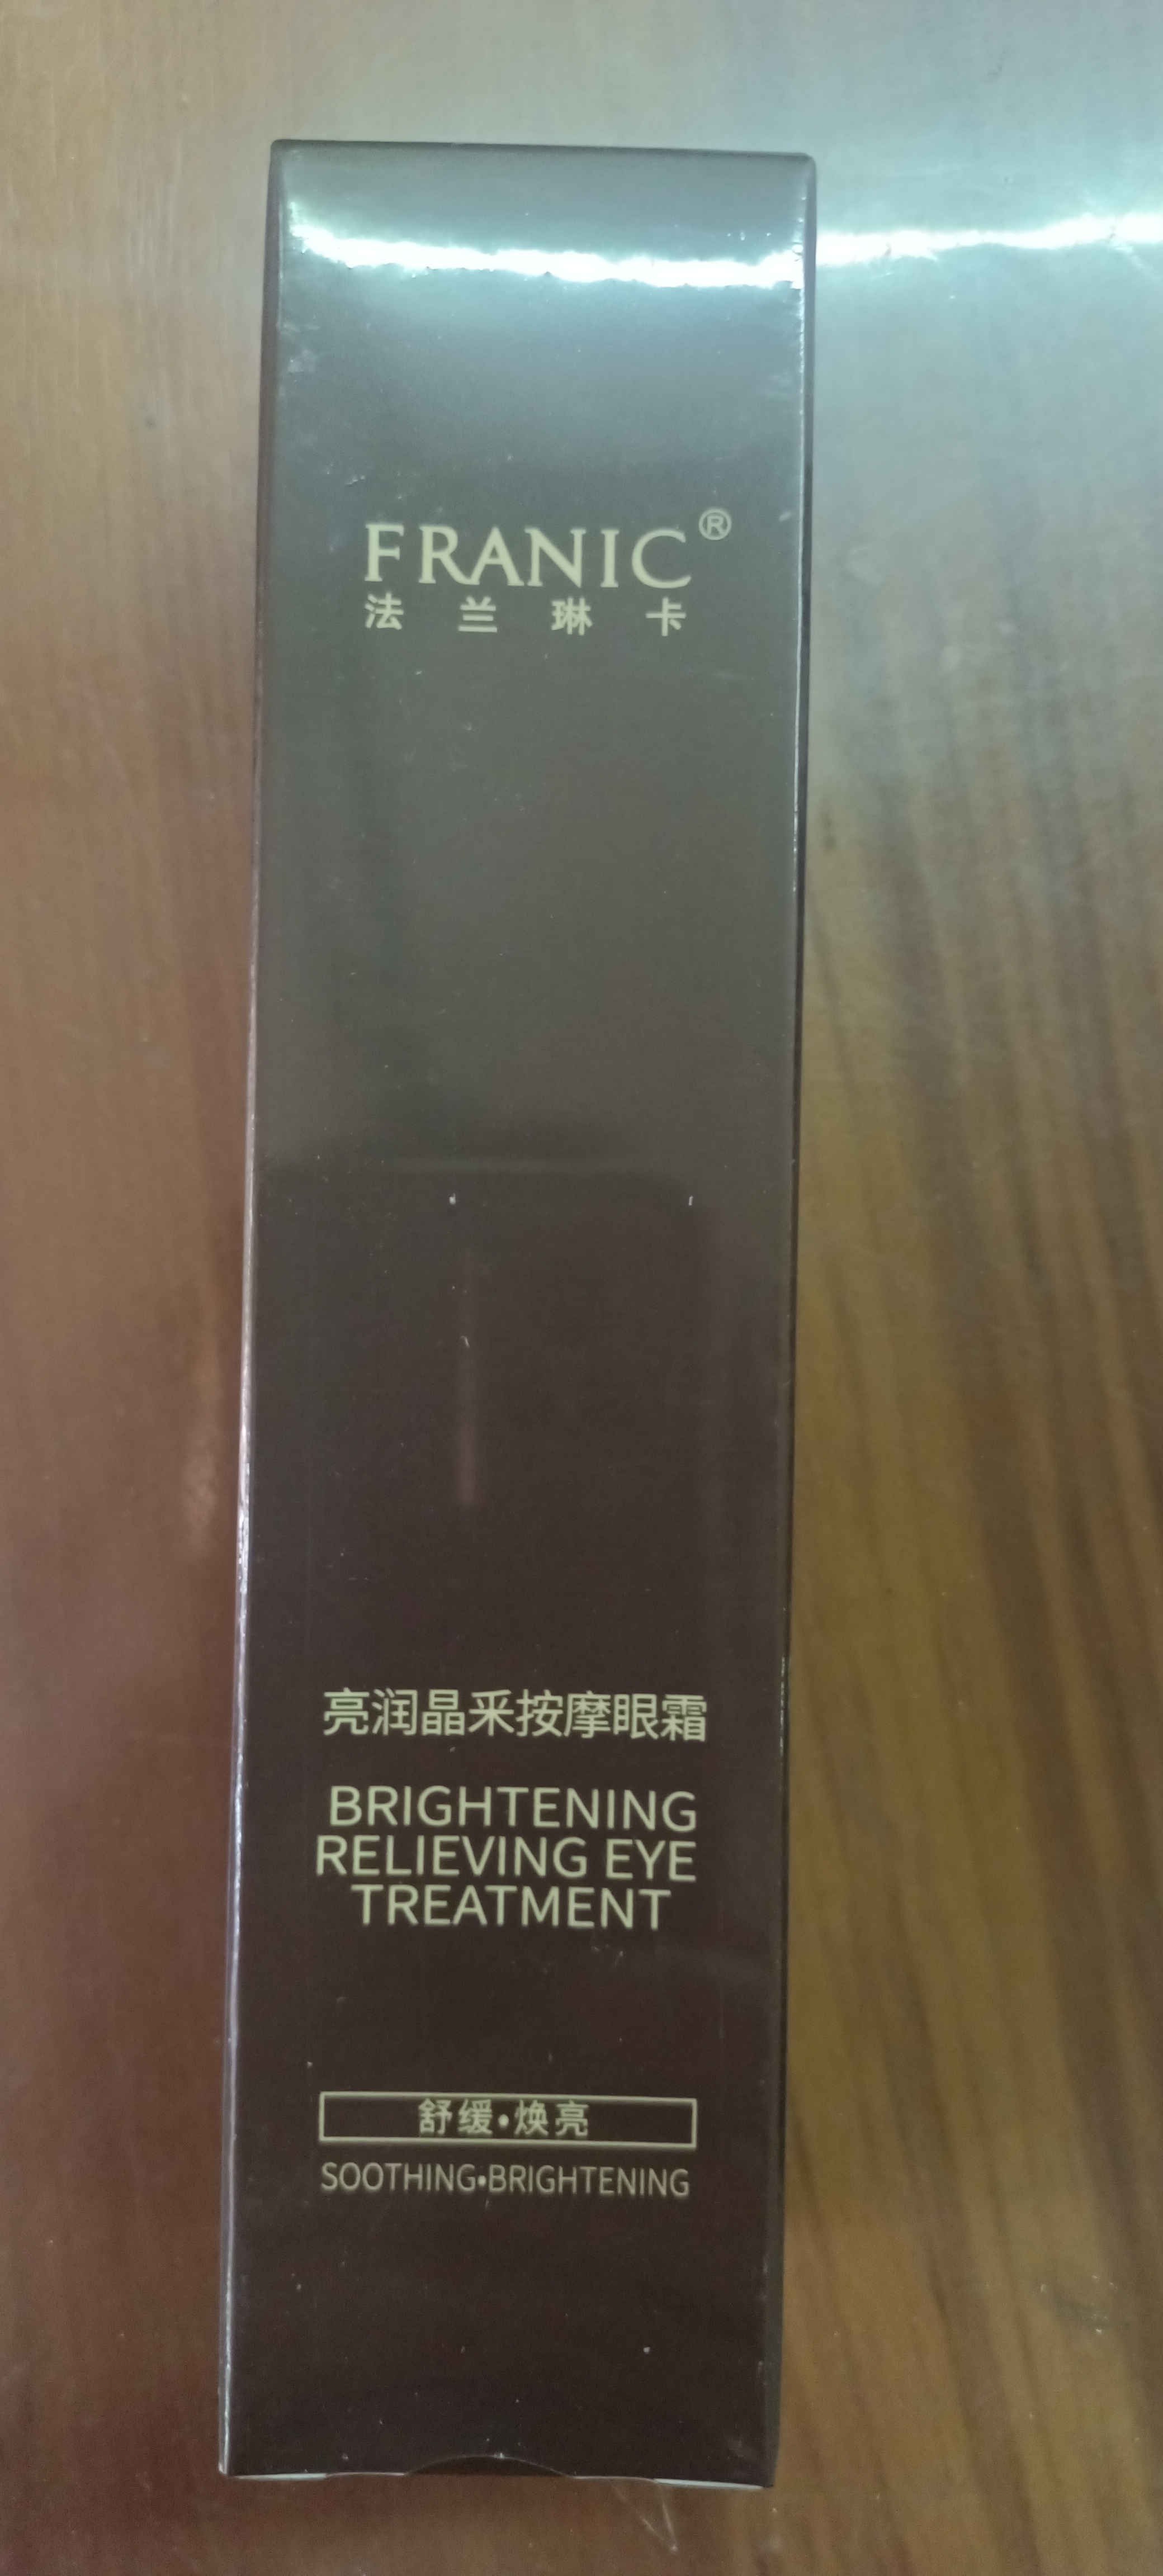 FRANIC®
法兰琳卡
亮润晶采按摩眼霜
BRIGHTENING
RELIEVING EYE
TREATMENT
舒缓•焕亮
SOOTHING•BRIGHTENING